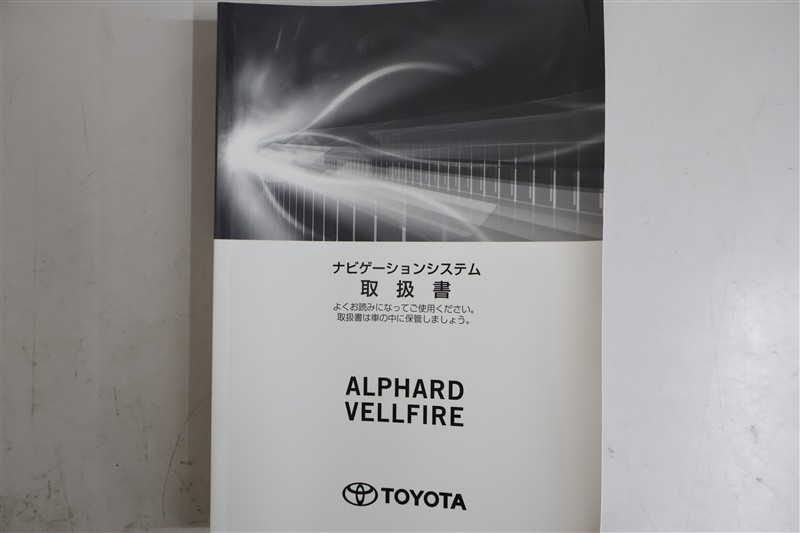 ナビゲーションシステム
取扱書
よくお読みになってご使用ください。
取扱書は車の中に保管しましょう。
ALPHARD
VELLFIRE
TOYOTA